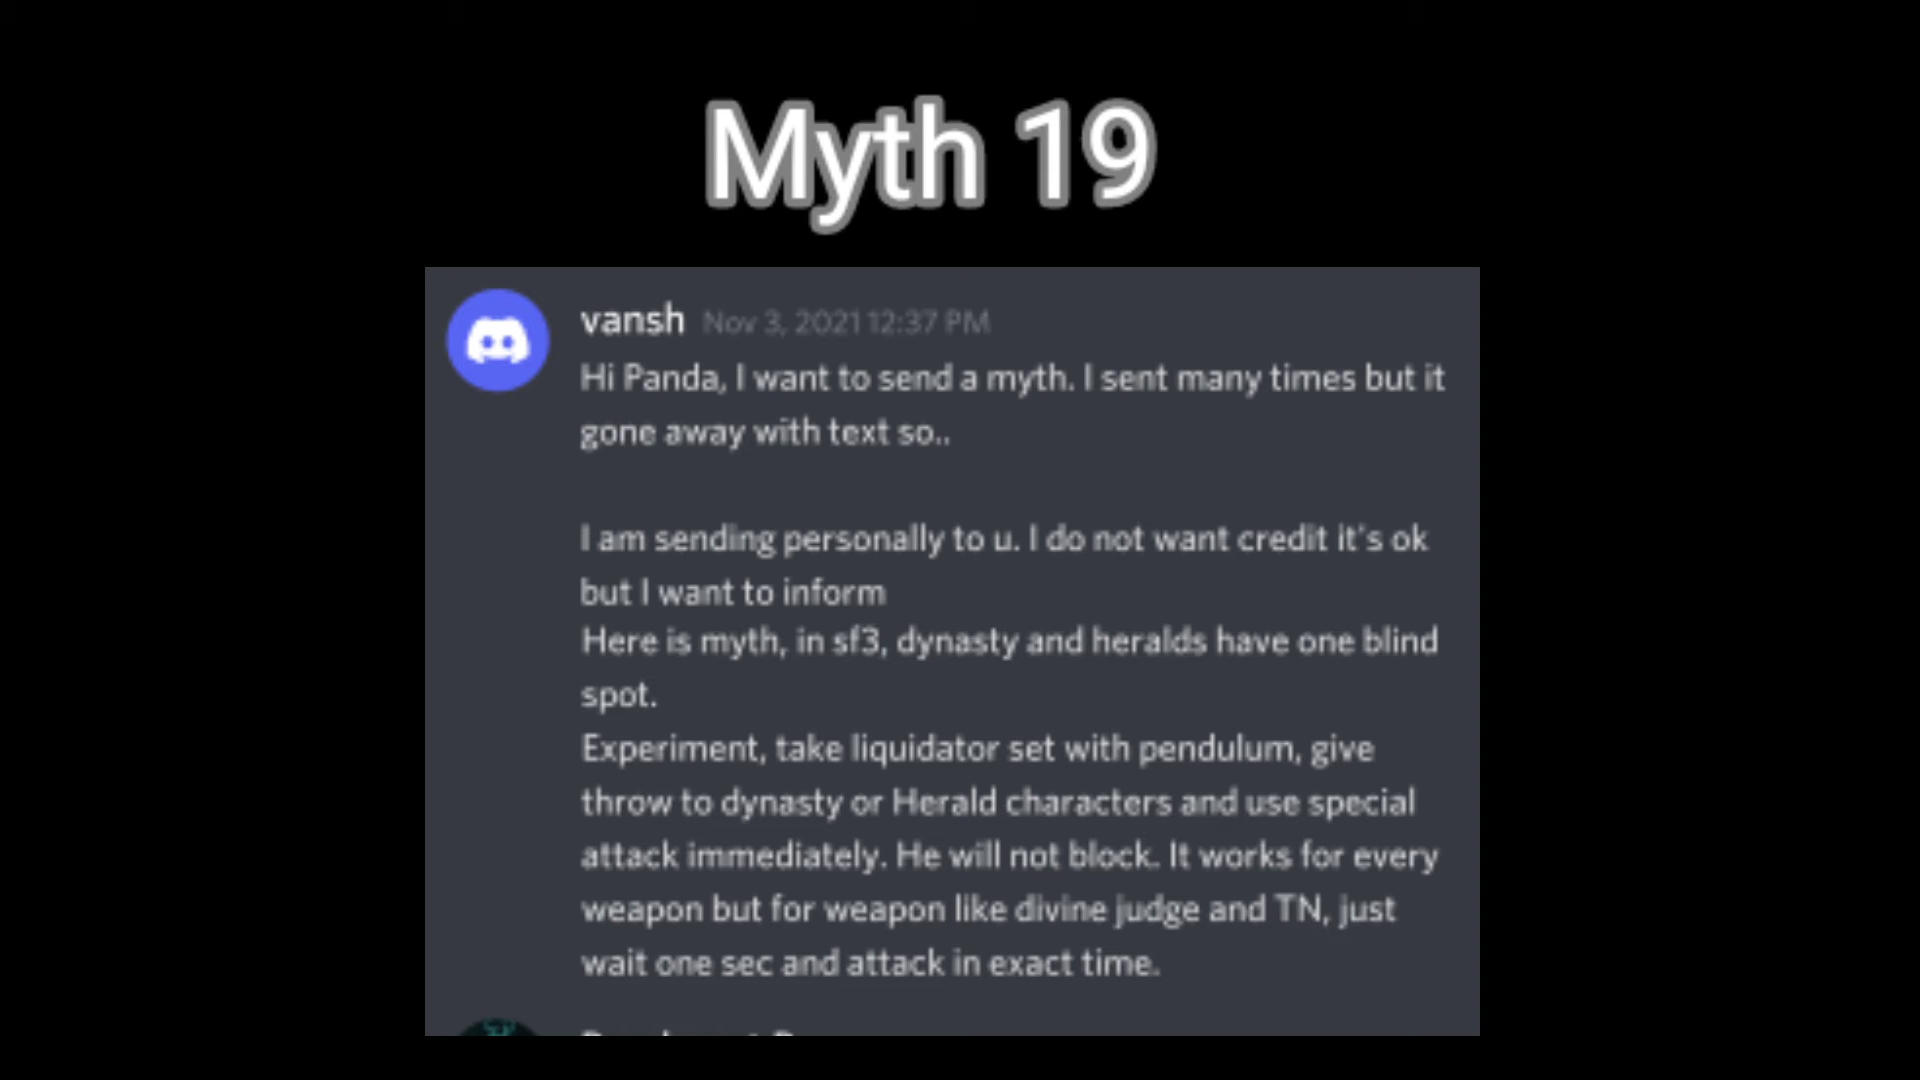 Myth 19
vansh Nov 3, 2021 12:37 PM
Hi Panda, I want to send a myth. I sent many times but it
gone away with text so..
I am sending personally to u. I do not want credit it's ok
but I want to inform
Here is myth, in sf3, dynasty and heralds have one blind
spot.
Experiment, take liquidator set with pendulum, give
throw to dynasty or Herald characters and use special
attack immediately. He will not block. It works for every
weapon but for weapon like divine judge and TN, just
wait one sec and attack in exact time.